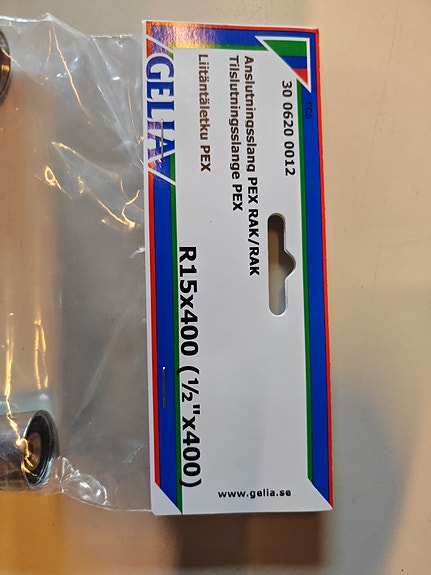 ECS
30 0620 0012
Anslutningsslang PEX RAK/RAK
Tilslutningsslange PEX
Liitäntäletku PEX
GELIA
R15x400 (½"x400)
www.gelia.se